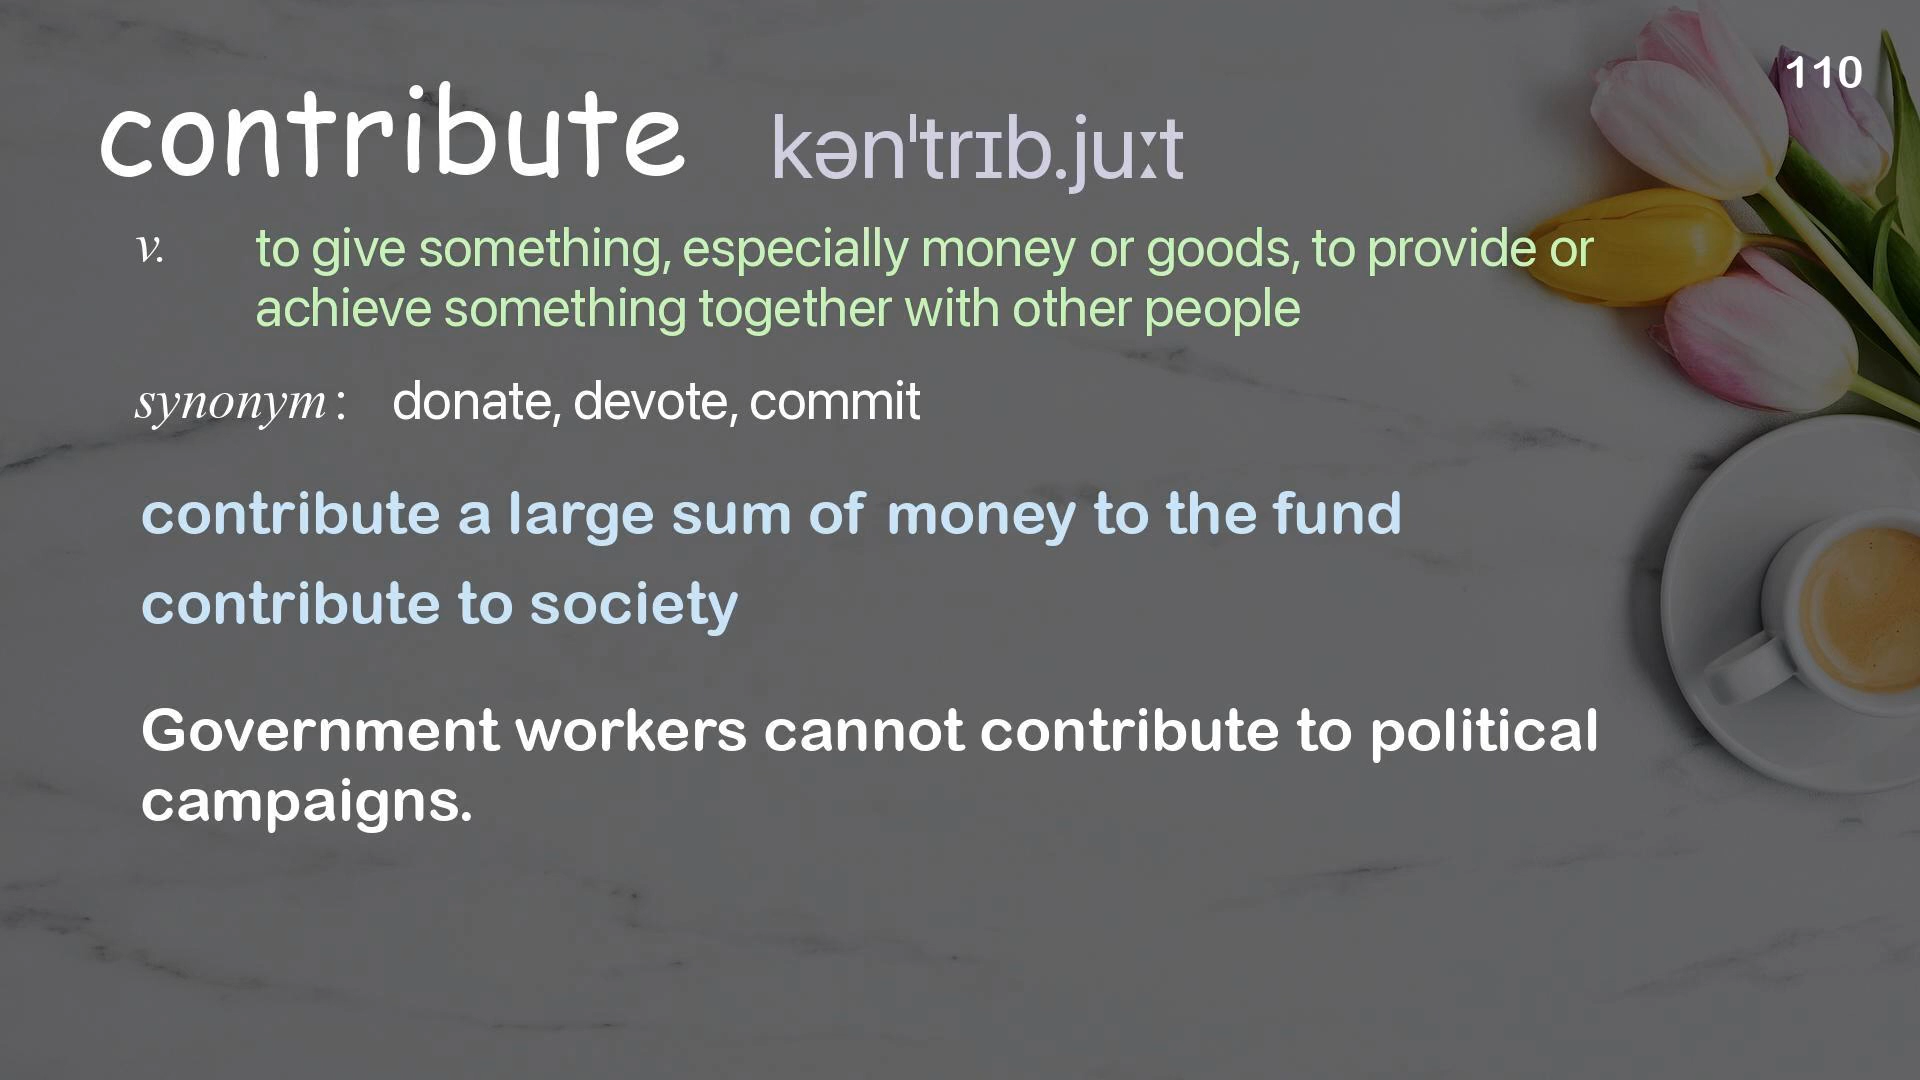 110
contribute kən'trɪb.juːt
v. to give something, especially money or goods, to provide or
achieve something together with other people
synonym : donate, devote, commit
contribute a large sum of money to the fund
contribute to society
Government workers cannot contribute to political
campaigns.